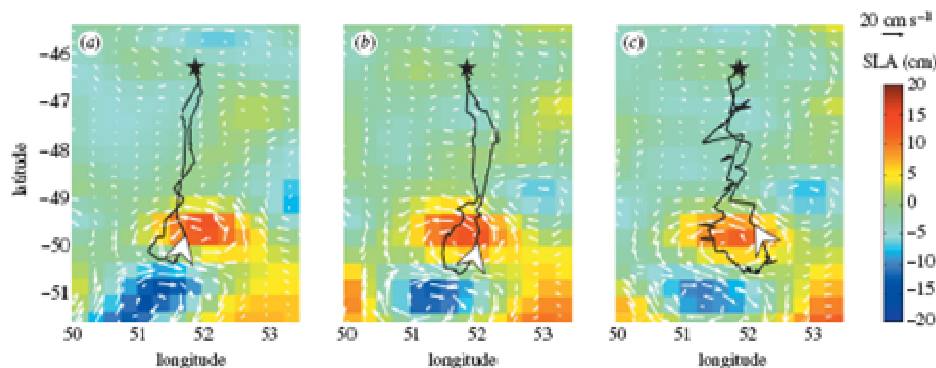 (a)
(b)
(c)
20 cm s⁻¹
SLA (cm)
latitude
−46
−47
−48
−49
−50
−51
50 51 52 53
50 51 52 53
50 51 52 53
longitude
longitude
longitude
20
15
10
5
0
−5
−10
−15
−20